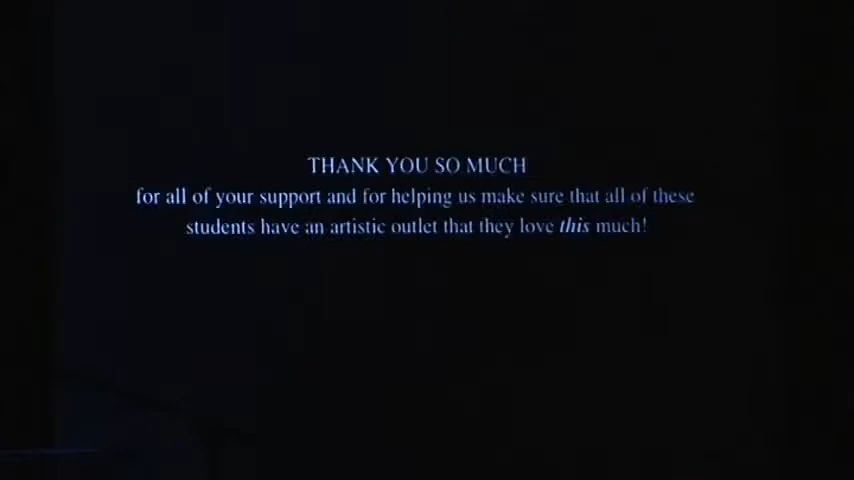 THANK YOU SO MUCH
for all of your support and for helping us make sure that all of these
students have an artistic outlet that they love this much!